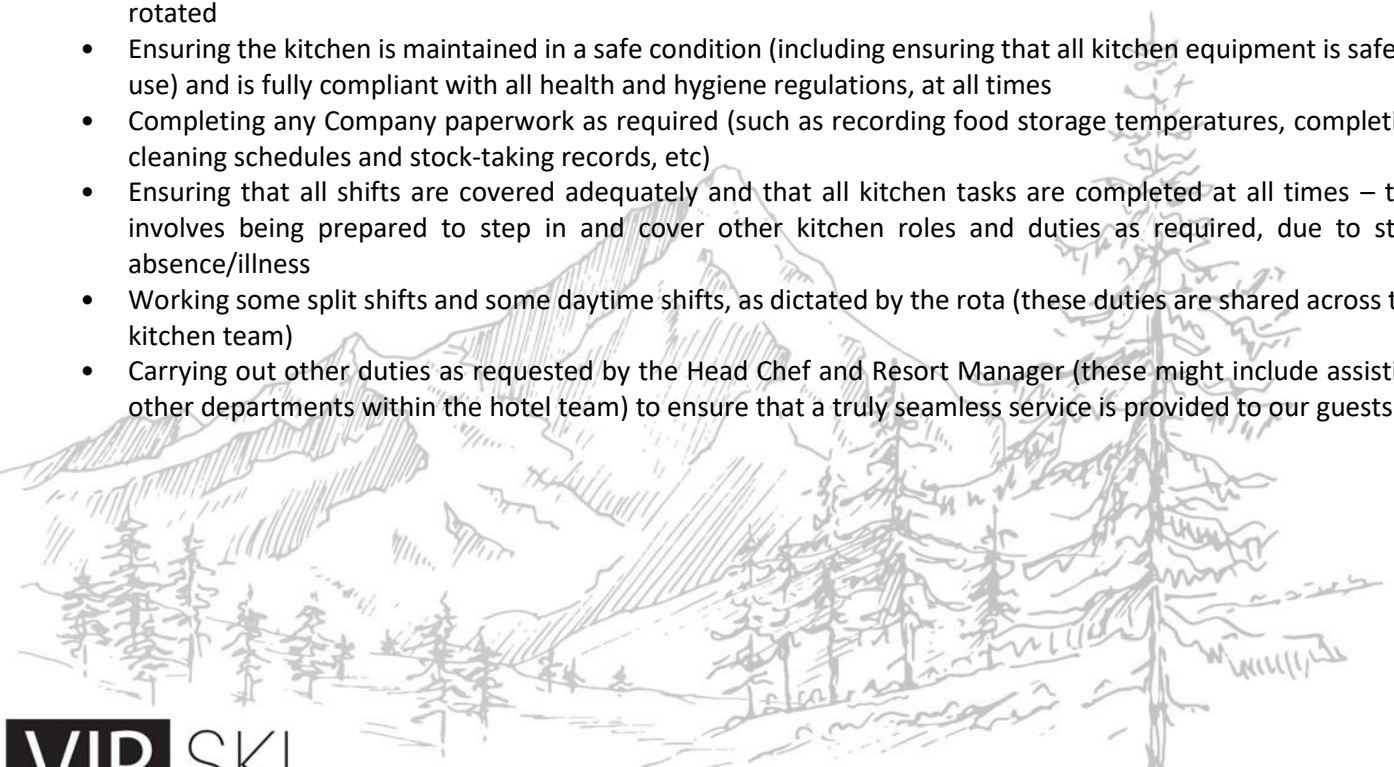 rotated
• Ensuring the kitchen is maintained in a safe condition (including ensuring that all kitchen equipment is safe
use) and is fully compliant with all health and hygiene regulations, at all times
• Completing any Company paperwork as required (such as recording food storage temperatures, completi
cleaning schedules and stock-taking records, etc)
• Ensuring that all shifts are covered adequately and that all kitchen tasks are completed at all times – t
involves being prepared to step in and cover other kitchen roles and duties as required, due to st
absence/illness
• Working some split shifts and some daytime shifts, as dictated by the rota (these duties are shared across t
kitchen team)
• Carrying out other duties as requested by the Head Chef and Resort Manager (these might include assisti
other departments within the hotel team) to ensure that a truly seamless service is provided to our guests
VIP SKI